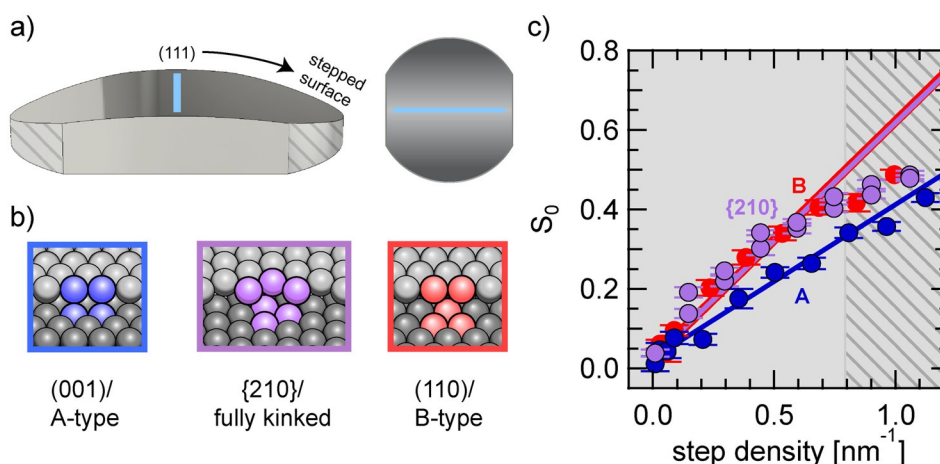 a)
(111)
stepped
surface
b)
(001)/
A-type
{210}/
fully kinked
(110)/
B-type
c)
0.8
0.6
0.4
0.2
0.0
S₀
B
{210}
A
0.0
0.5
1.0
step density [nm⁻¹]